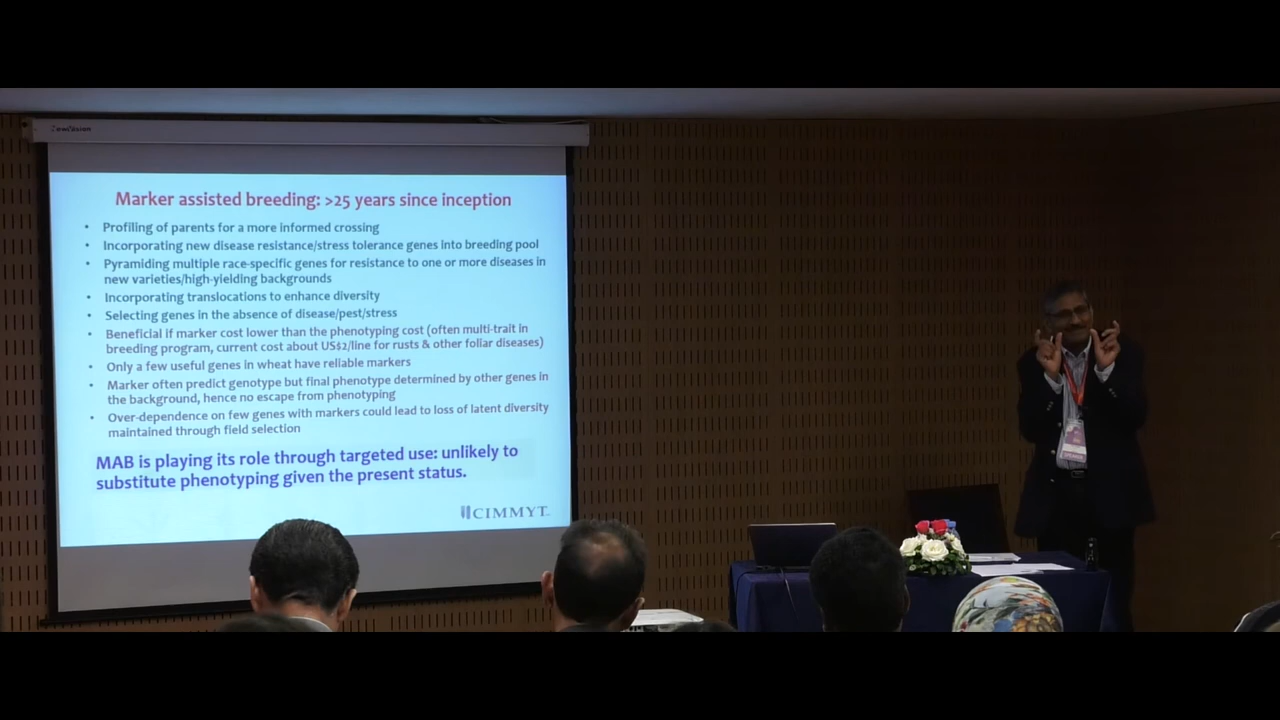 Marker assisted breeding: >25 years since inception
• Profiling of parents for a more informed crossing
• Incorporating new disease resistance/stress tolerance genes into breeding pool
• Pyramiding multiple race-specific genes for resistance to one or more diseases in
new varieties/high-yielding backgrounds
• Incorporating translocations to enhance diversity
• Selecting genes in the absence of disease/pest/stress
• Beneficial if marker cost lower than the phenotyping cost (often multi-trait in
breeding program, current cost about US$2/line for rusts & other foliar diseases)
• Only a few useful genes in wheat have reliable markers
• Marker often predict genotype but final phenotype determined by other genes in
the background, hence no escape from phenotyping
• Over-dependence on few genes with markers could lead to loss of latent diversity
maintained through field selection
MAB is playing its role through targeted use: unlikely to
substitute phenotyping given the present status.
CIMMYT